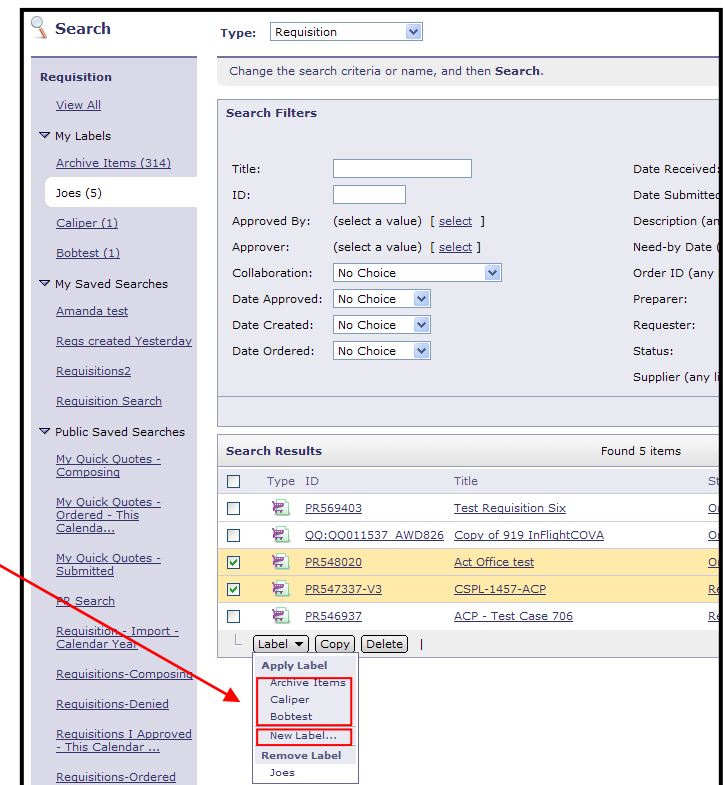 Search
Type: Requisition
Requisition
View All
My Labels
Archive Items (314)
Joes (5)
Caliper (1)
Bobtest (1)
My Saved Searches
Amanda test
Reqs created Yesterday
Requisitions2
Requisition Search
Public Saved Searches
My Quick Quotes -
Composing
My Quick Quotes -
Ordered - This
Calenda...
My Quick Quotes -
Submitted
PR Search
Requisition - Import -
Calendar Year
Requisitions-Composing
Requisitions-Denied
Requisitions I Approved
- This Calendar ...
Requisitions-Ordered
Change the search criteria or name, and then Search.
Search Filters
Title:
ID:
Approved By: (select a value) [ select ]
Approver: (select a value) [ select ]
Collaboration: No Choice
Date Approved: No Choice
Date Created: No Choice
Date Ordered: No Choice
Date Received:
Date Submitted
Description (an
Need-by Date (
Order ID (any
Preparer:
Requester:
Status:
Supplier (any li
Search Results Found 5 items
Type ID Title St
PR569403 Test Requisition Six Or
QQ:QQ011537_AWD826 Copy of 919 InFlightCOVA Or
PR548020 Act Office test Or
PR547337-V3 CSPL-1457-ACP Re
PR546937 ACP - Test Case 706 Re
Label Copy Delete |
Apply Label
Archive Items
Caliper
Bobtest
New Label...
Remove Label
Joes